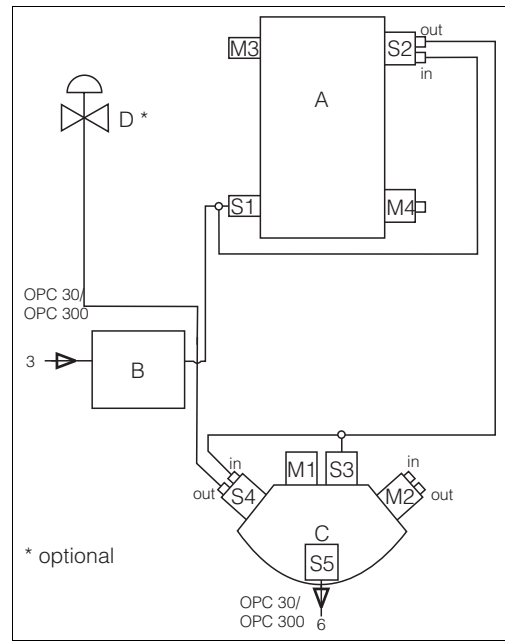 out
M3
S2
in
A
D *
S1
M4
OPC 30/
OPC 300
3
B
in
M1
S3
in
out
S4
M2
out
C
* optional
S5
OPC 30/
OPC 300
6